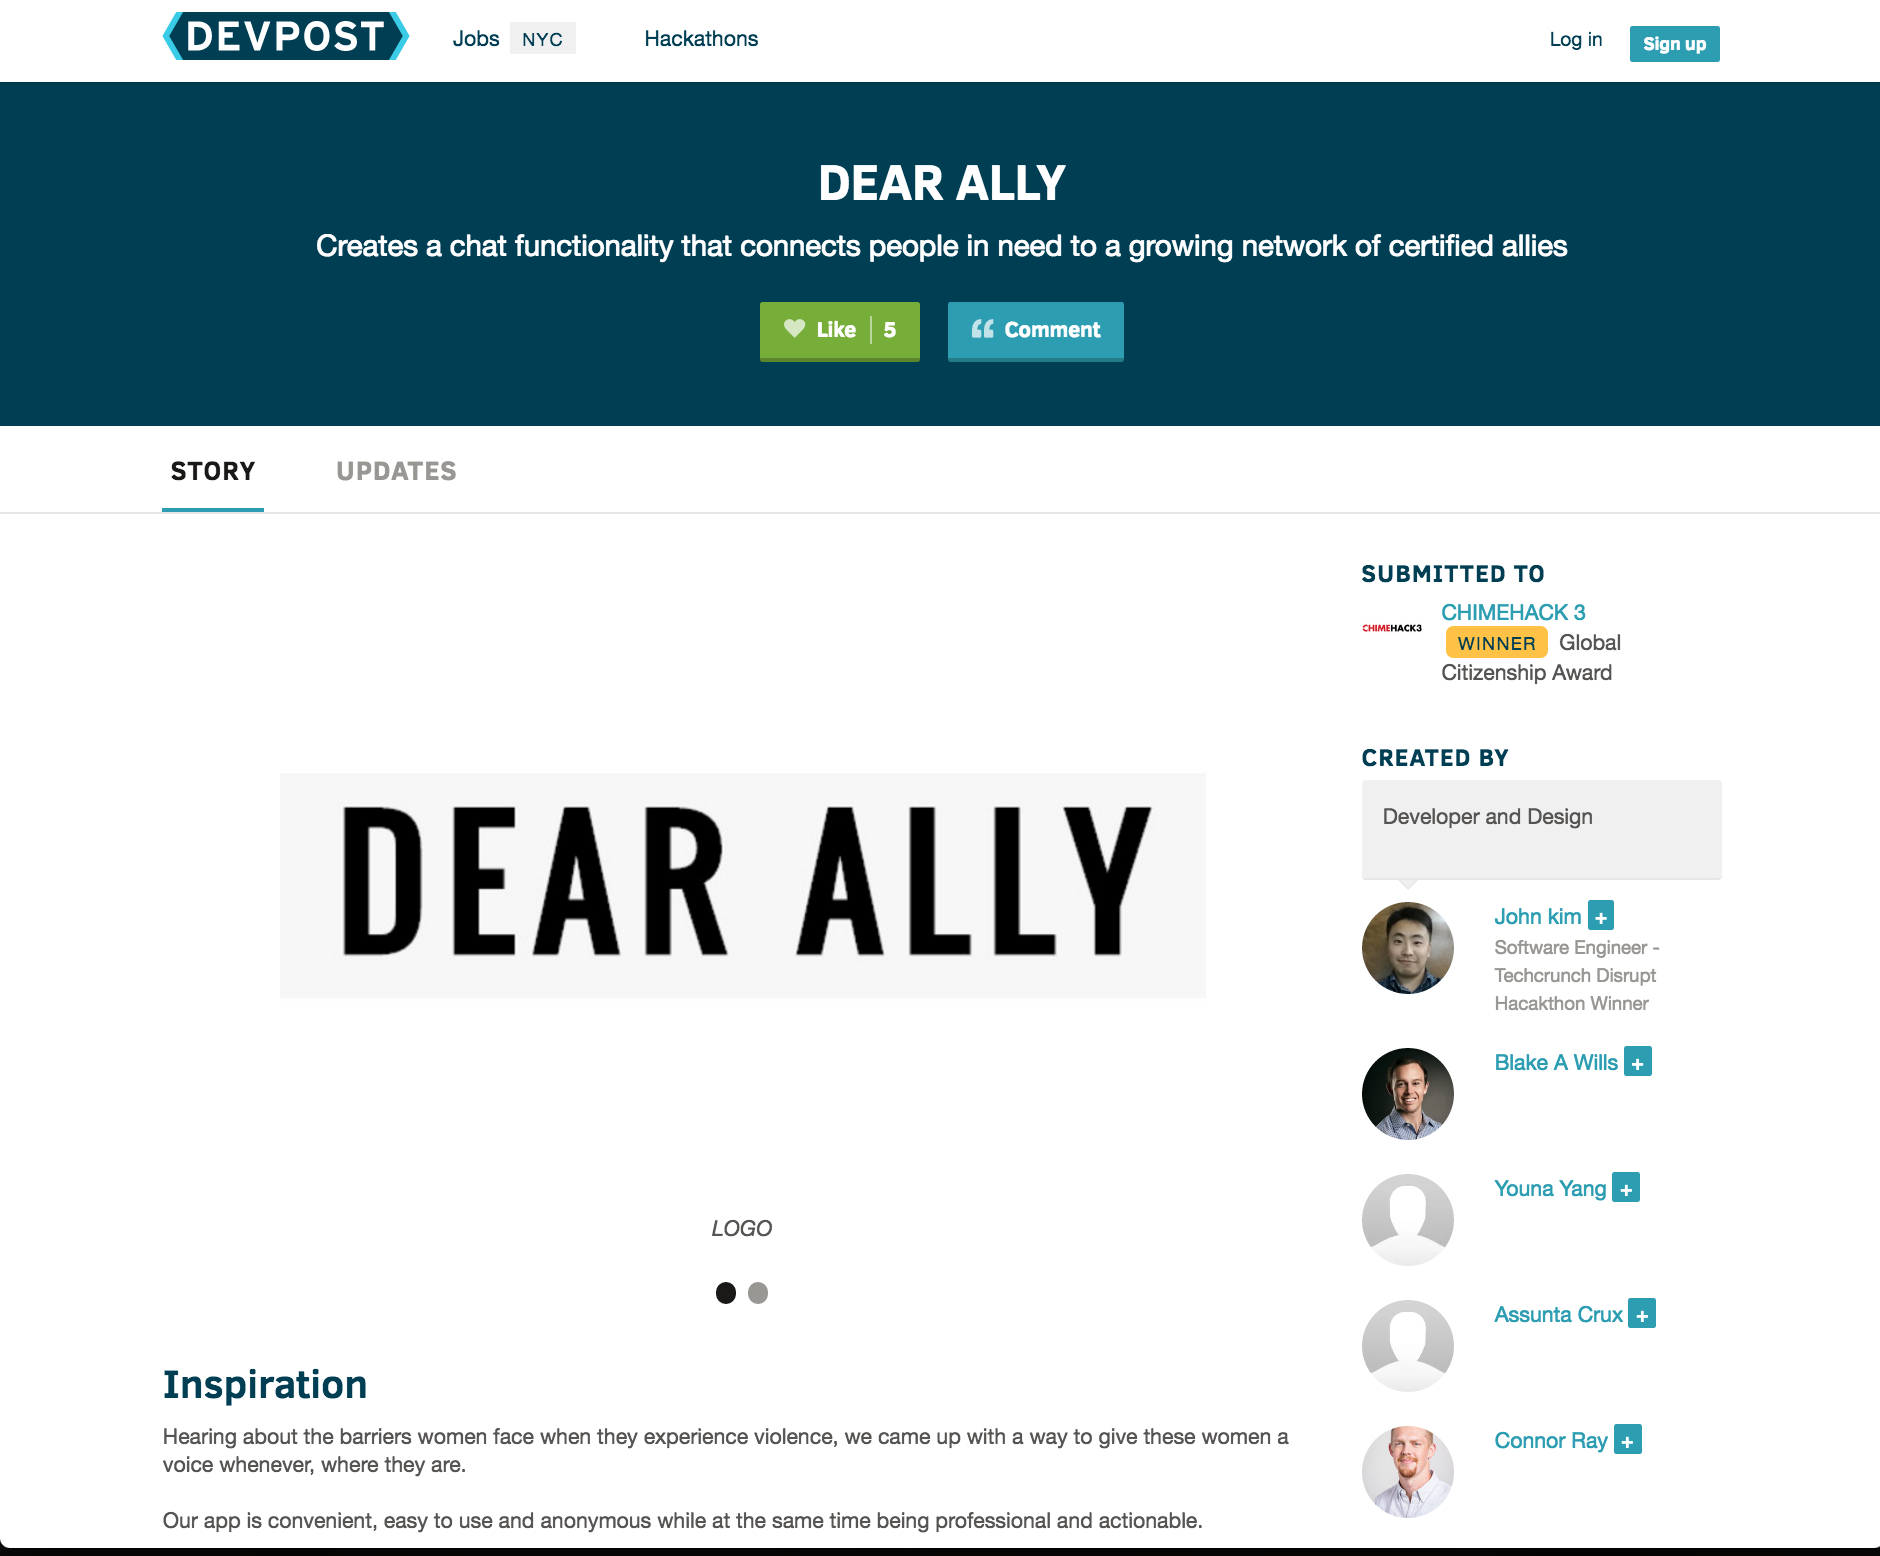 DEVPOST
Jobs NYC
Hackathons
Log in
Sign up
DEAR ALLY
Creates a chat functionality that connects people in need to a growing network of certified allies
Like 5
Comment
STORY
UPDATES
DEAR ALLY
LOGO
Inspiration
Hearing about the barriers women face when they experience violence, we came up with a way to give these women a
voice whenever, where they are.
Our app is convenient, easy to use and anonymous while at the same time being professional and actionable.
SUBMITTED TO
CHIMEHACK3
CHIMEHACK 3
WINNER Global
Citizenship Award
CREATED BY
Developer and Design
John kim +
Software Engineer -
Techcrunch Disrupt
Hacakthon Winner
Blake A Wills +
Youna Yang +
Assunta Crux +
Connor Ray +